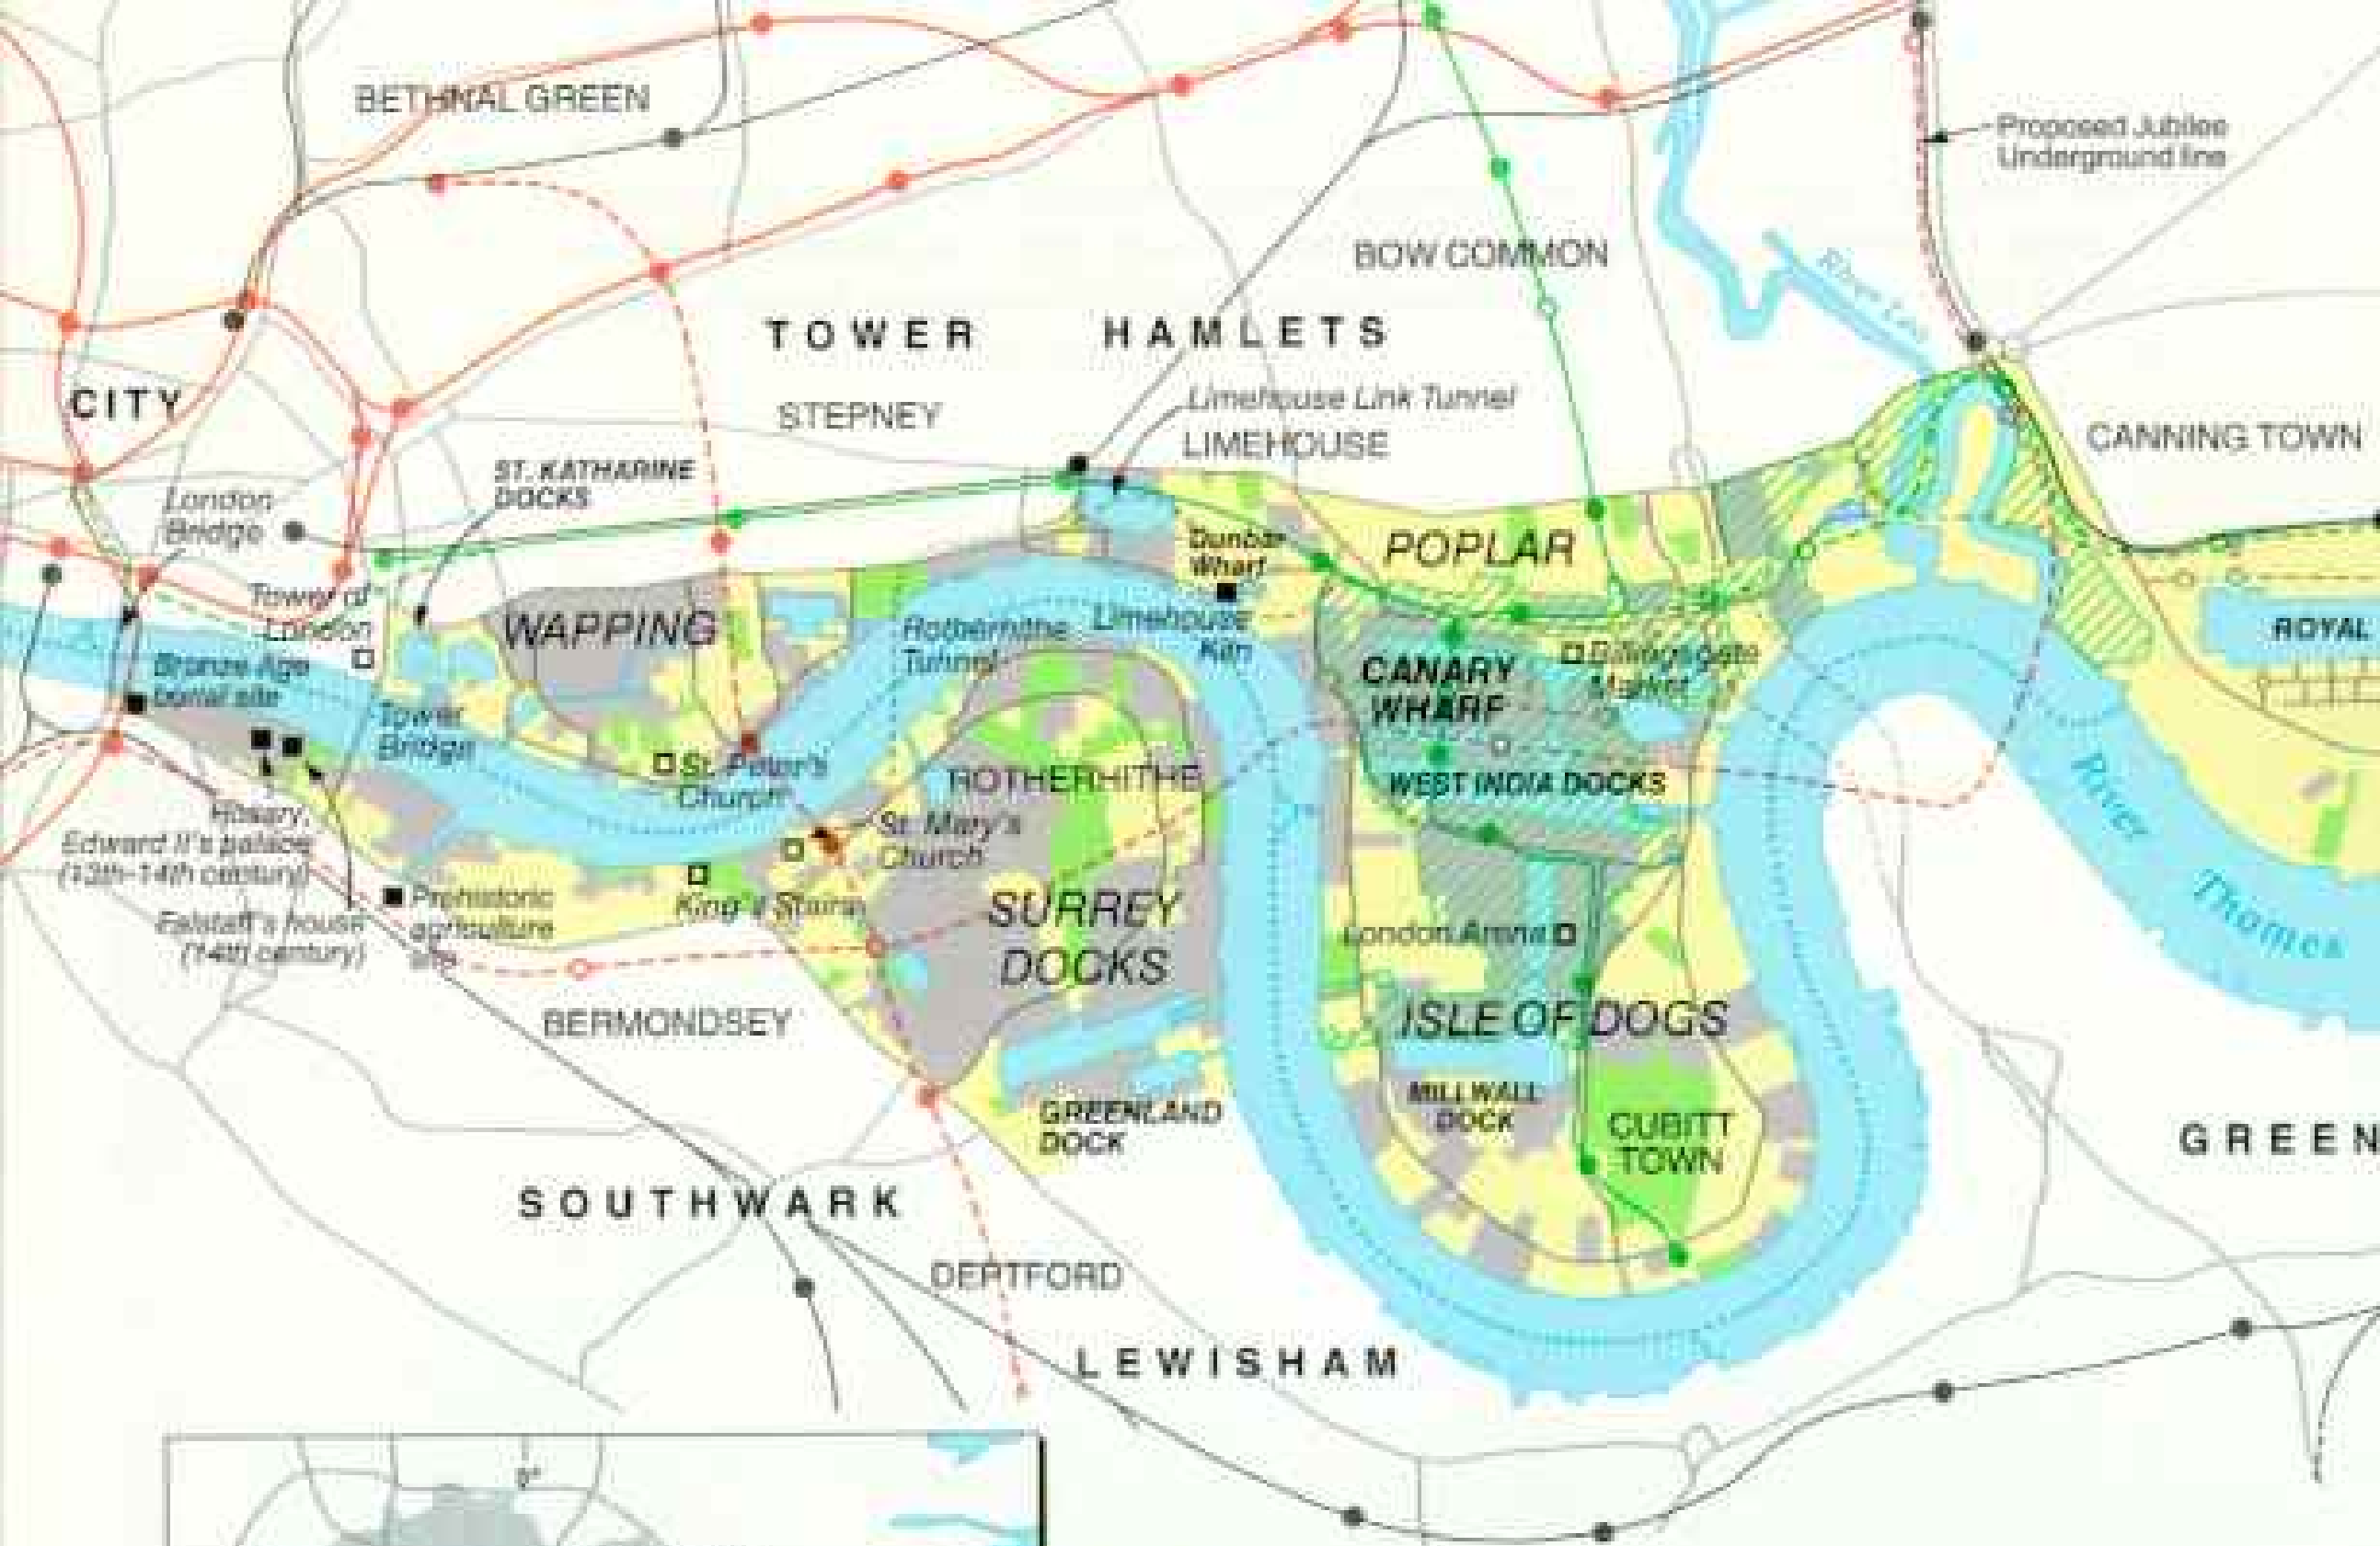 BETHNAL GREEN
Proposed Jubilee
Underground line
BOW COMMON
River Lea
TOWER HAMLETS
CITY
STEPNEY
Limehouse Link Tunnel
LIMEHOUSE
CANNING TOWN
ST. KATHARINE
DOCKS
London
Bridge
Dunbar
Wharf
POPLAR
Tower of
London
WAPPING
Rotherhithe
Tunnel
Limehouse
Kiln
ROYAL
Bronze Age
burial site
CANARY
WHARF
Billingsgate
Market
Tower
Bridge
St. Peter's
Church
ROTHERHITHE
WEST INDIA DOCKS
River
Thames
Rosary,
Edward II's palace
(13th-14th century)
St. Mary's
Church
Prehistoric
agriculture
site
King's Stairs
SURREY
DOCKS
Falstaff's house
(14th century)
London Arena
BERMONDSEY
ISLE OF DOGS
GREENLAND
DOCK
MILLWALL
DOCK
CUBITT
TOWN
GREEN
SOUTHWARK
DEPTFORD
LEWISHAM
0°